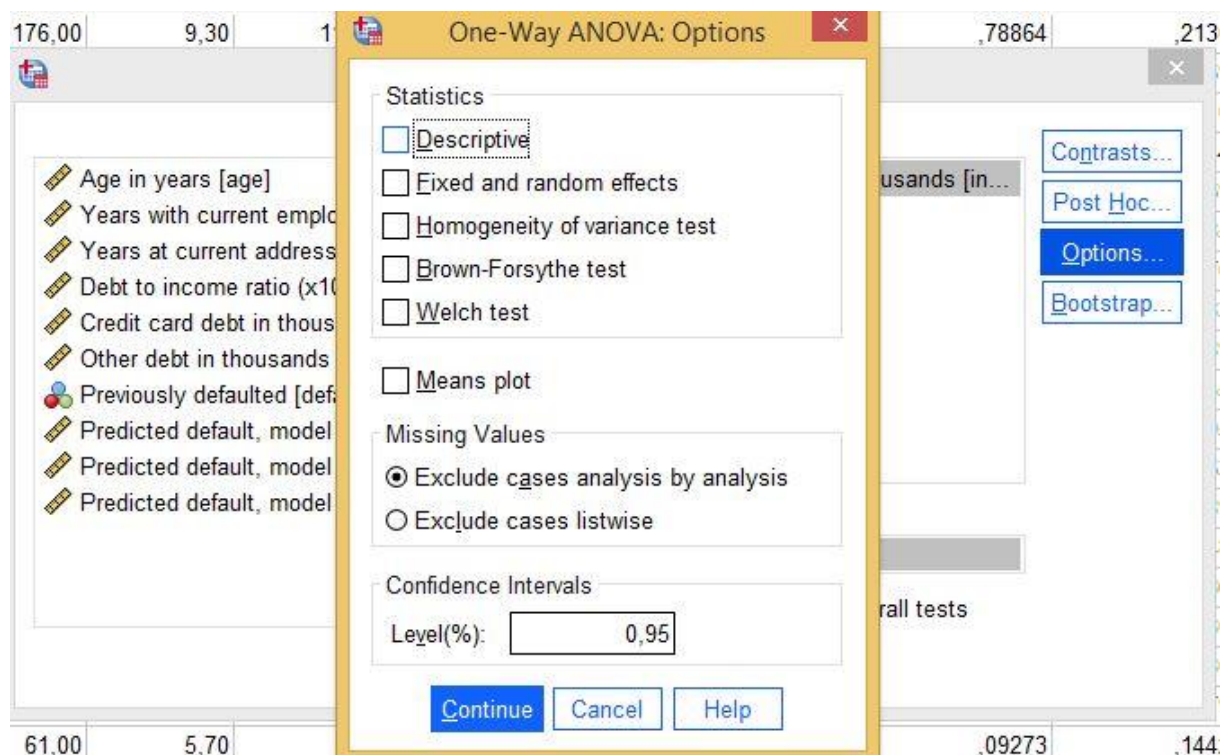 176,00 9,30 1 One-Way ANOVA: Options ,78864 ,213
Statistics
Descriptive
Fixed and random effects
Homogeneity of variance test
Brown-Forsythe test
Welch test
Means plot
Missing Values
Exclude cases analysis by analysis
Exclude cases listwise
Confidence Intervals
Level(%): 0,95
Continue Cancel Help
Age in years [age]
Years with current emplo
Years at current address
Debt to income ratio (x10
Credit card debt in thous
Other debt in thousands
Previously defaulted [defa
Predicted default, model
Predicted default, model
Predicted default, model
usands [in...
rall tests
Contrasts...
Post Hoc...
Options...
Bootstrap...
61,00 5,70 ,09273 ,144